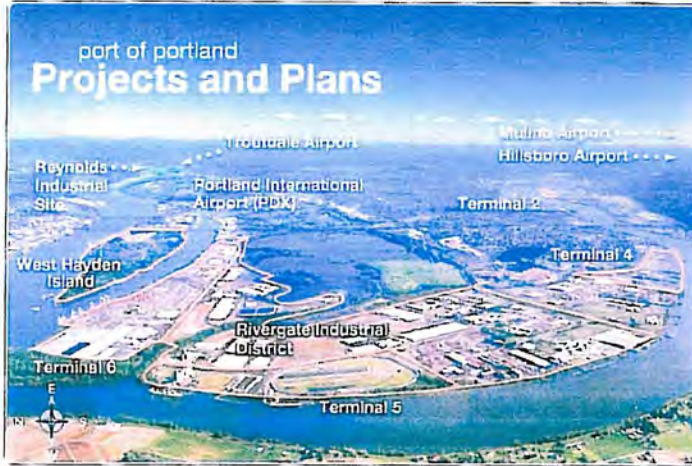 port of portland
Projects and Plans
Troutdale Airport
Mulino Airport
Hillsboro Airport
Reynolds
Industrial
Site
Portland International
Airport (PDX)
Terminal 2
Terminal 4
West Hayden
Island
Rivergate Industrial
District
Terminal 6
Terminal 5
E
N
S
W